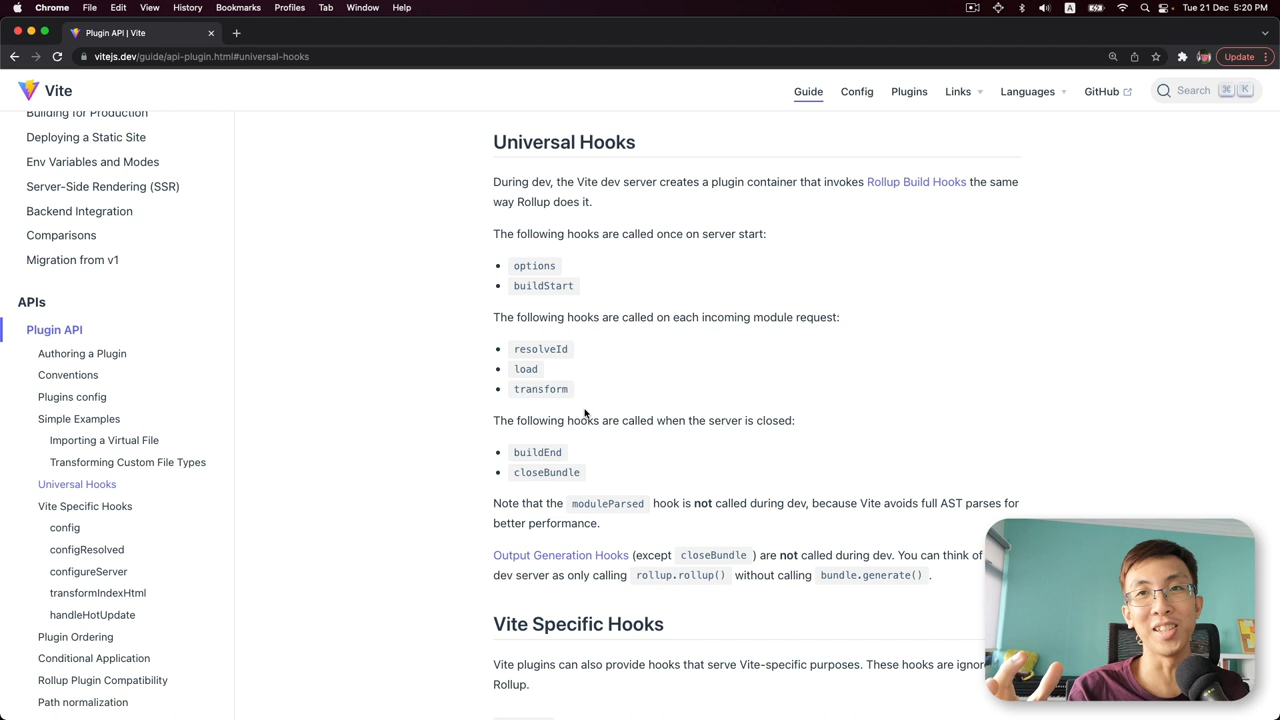 Chrome File Edit View History Bookmarks Profiles Tab Window Help A Tue 21 Dec 5:20 PM
Plugin API | Vite
vitejs.dev/guide/api-plugin.html#universal-hooks Update
Vite Guide Config Plugins Links Languages GitHub Search ⌘ K
Building for Production
Deploying a Static Site
Env Variables and Modes
Server-Side Rendering (SSR)
Backend Integration
Comparisons
Migration from v1
APIs
Plugin API
Authoring a Plugin
Conventions
Plugins config
Simple Examples
Importing a Virtual File
Transforming Custom File Types
Universal Hooks
Vite Specific Hooks
config
configResolved
configureServer
transformIndexHtml
handleHotUpdate
Plugin Ordering
Conditional Application
Rollup Plugin Compatibility
Path normalization
Universal Hooks
During dev, the Vite dev server creates a plugin container that invokes Rollup Build Hooks the same
way Rollup does it.
The following hooks are called once on server start:
• options
• buildStart
The following hooks are called on each incoming module request:
• resolveId
• load
• transform
The following hooks are called when the server is closed:
• buildEnd
• closeBundle
Note that the moduleParsed hook is not called during dev, because Vite avoids full AST parses for
better performance.
Output Generation Hooks (except closeBundle ) are not called during dev. You can think of
dev server as only calling rollup.rollup() without calling bundle.generate() .
Vite Specific Hooks
Vite plugins can also provide hooks that serve Vite-specific purposes. These hooks are
Rollup.